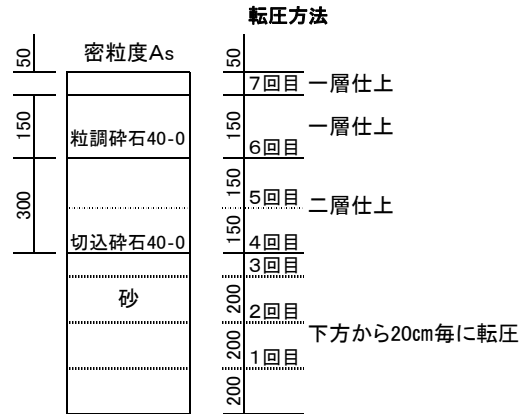 転圧方法
50
密粒度As
50
7回目
一層仕上
150
粒調砕石40-0
150
6回目
一層仕上
300
150
5回目
二層仕上
切込砕石40-0
150
4回目
3回目
砂
200
2回目
下方から20㎝毎に転圧
200
1回目
200